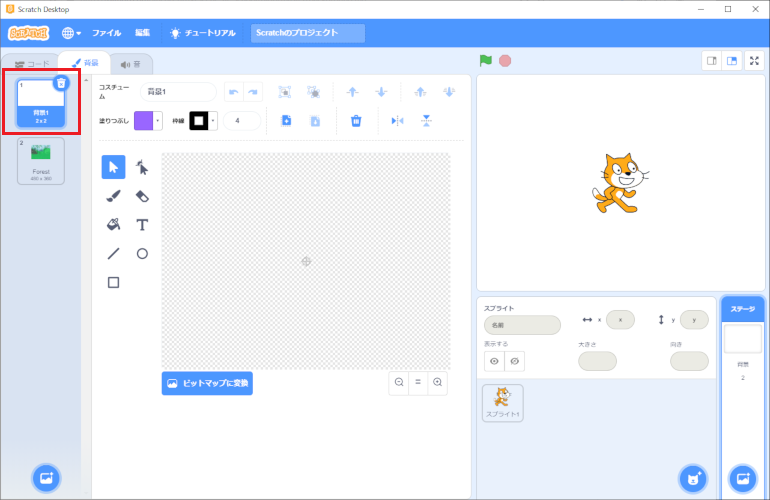 Scratch Desktop
SCRATCH ファイル 編集 チュートリアル Scratchのプロジェクト
コード 背景 音
1
背景1
2 x 2
2
Forest
480 x 360
コスチューム 背景1
塗りつぶし 枠線 4
T
ビットマップに変換
スプライト
名前 x x y y
表示する 大きさ 向き
スプライト1
ステージ
背景
2